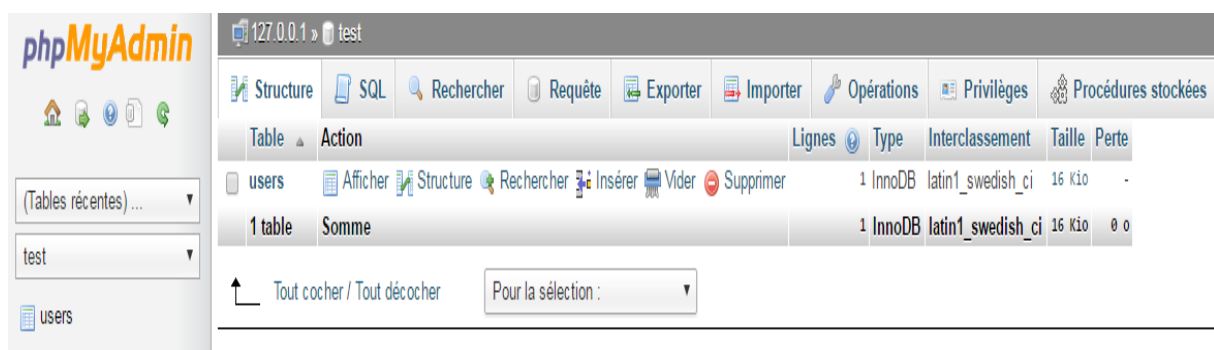 phpMyAdmin
(Tables récentes) ...
test
users
127.0.0.1 » test
Structure SQL Rechercher Requête Exporter Importer Opérations Privilèges Procédures stockées
Table Action Lignes Type Interclassement Taille Perte
users Afficher Structure Rechercher Insérer Vider Supprimer 1 InnoDB latin1_swedish_ci 16 Kio -
1 table Somme 1 InnoDB latin1_swedish_ci 16 Kio 0 o
Tout cocher / Tout décocher Pour la sélection :